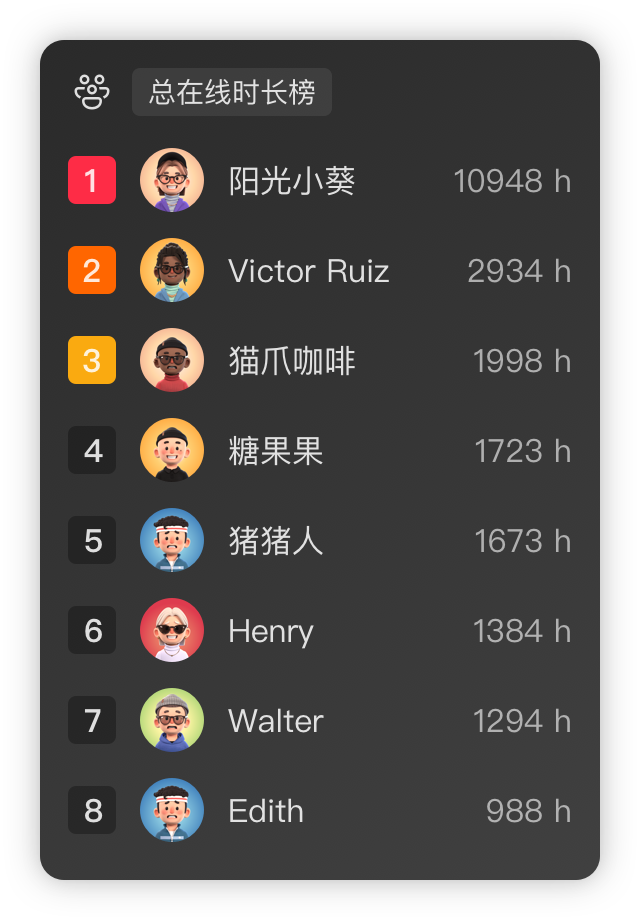 总在线时长榜
1 阳光小葵 10948 h
2 Victor Ruiz 2934 h
3 猫爪咖啡 1998 h
4 糖果果 1723 h
5 猪猪人 1673 h
6 Henry 1384 h
7 Walter 1294 h
8 Edith 988 h